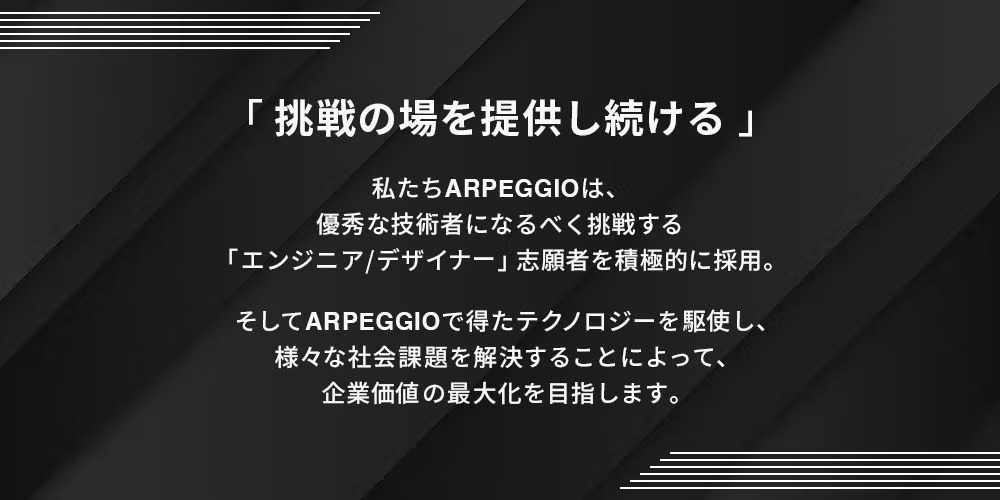 「 挑戦の場を提供し続ける 」
私たちARPEGGIOは、
優秀な技術者になるべく挑戦する
「エンジニア/デザイナー」志願者を積極的に採用。
そしてARPEGGIOで得たテクノロジーを駆使し、
様々な社会課題を解決することによって、
企業価値の最大化を目指します。